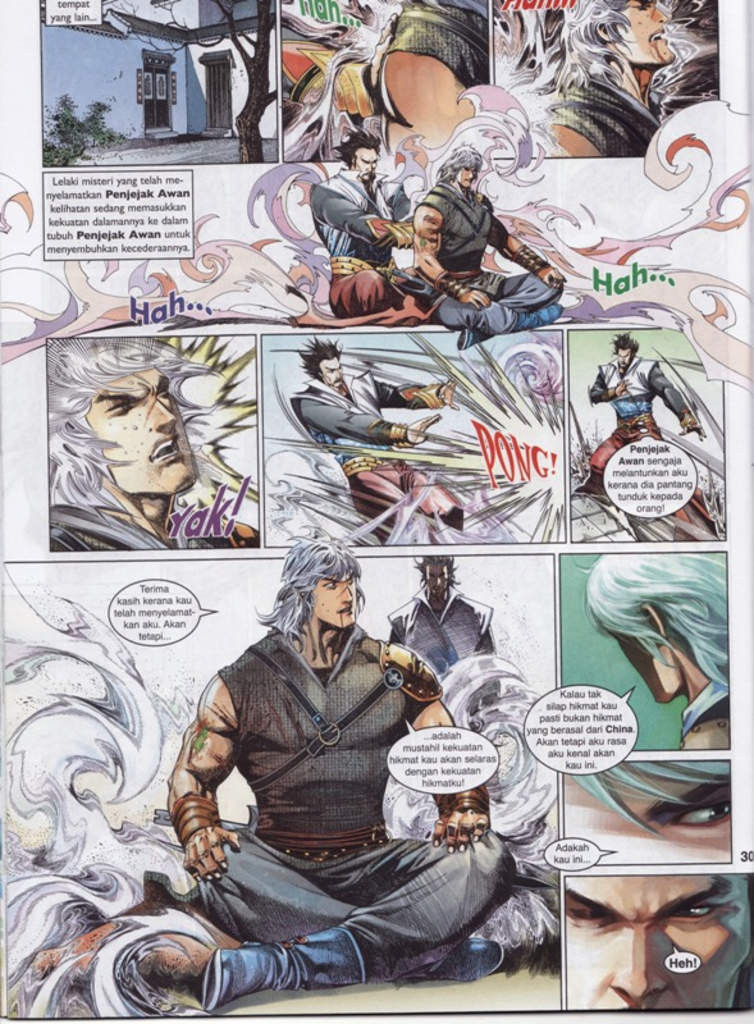 tempat
yang lain...
Hah...
Hah...
Lelaki misteri yang telah me-
nyelamatkan Penjejak Awan
kelihatan sedang memasukkan
kekuatan dalamannya ke dalam
tubuh Penjejak Awan untuk
menyembuhkan kecederaannya.
Hah...
Hah...
Yak!
PONG!
Penjejak
Awan sengaja
melantunkan aku
kerana dia pantang
tunduk kepada
orang!
Terima
kasih kerana kau
telah menyelamat-
kan aku. Akan
tetapi...
...adalah
mustahil kekuatan
hikmat kau akan selaras
dengan kekuatan
hikmatku!
Kalau tak
silap hikmat kau
pasti bukan hikmat
yang berasal dari China.
Akan tetapi aku rasa
aku kenal akan
kau ini.
Adakah
kau ini...
30
Heh!